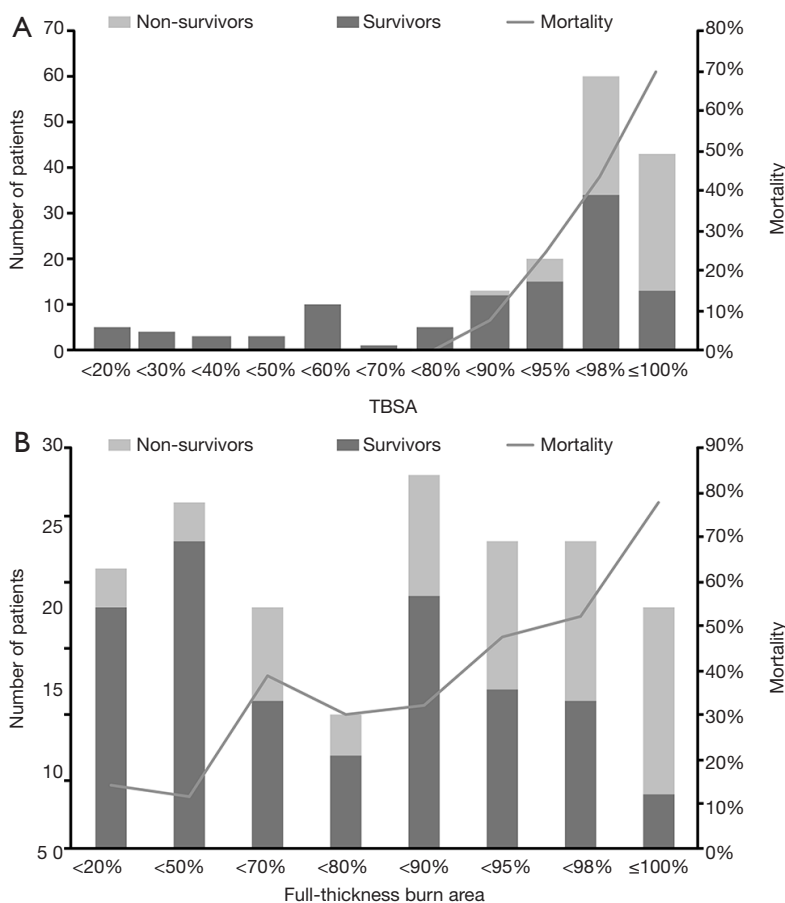 A
Non-survivors Survivors Mortality
70
60
50
40
30
20
10
0
Number of patients
80%
70%
60%
50%
40%
30%
20%
10%
0%
Mortality
<20% <30% <40% <50% <60% <70% <80% <90% <95% <98% ≤100%
TBSA
B
Non-survivors Survivors Mortality
30
25
20
15
10
5 0
Number of patients
90%
80%
70%
60%
50%
40%
30%
20%
10%
0%
Mortality
<20% <50% <70% <80% <90% <95% <98% ≤100%
Full-thickness burn area